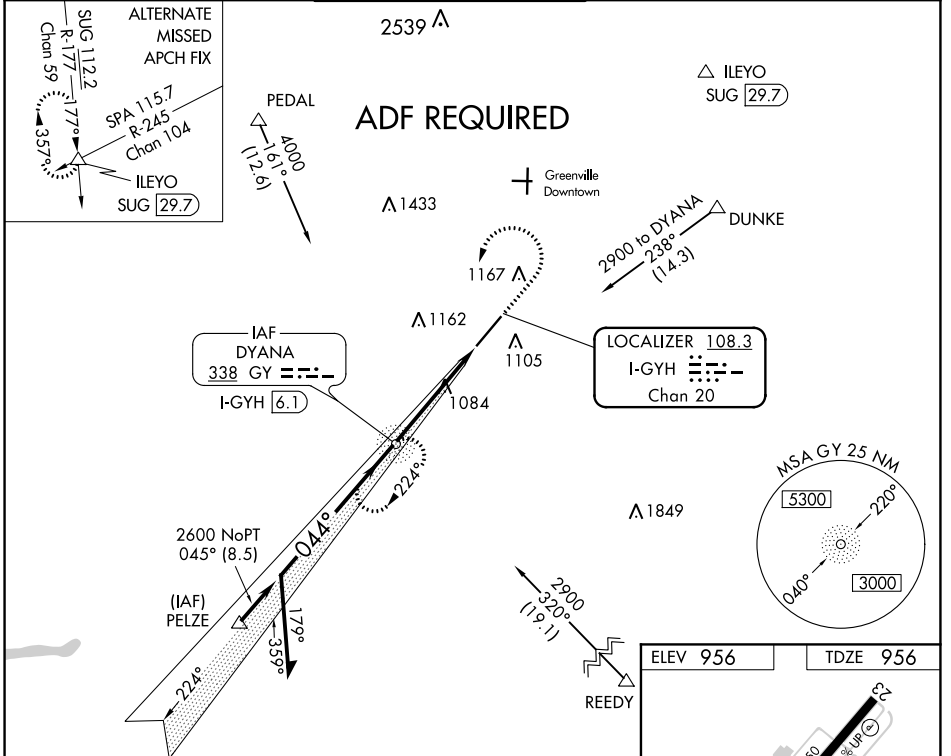 ALTERNATE
MISSED
APCH FIX
SUG 112.2
R-177
Chan 59
177°
357°
SPA 115.7
R-245
Chan 104
ILEYO
SUG 29.7
2539
ILEYO
SUG 29.7
PEDAL
4000
161°
(12.6)
ADF REQUIRED
Greenville
Downtown
1433
DUNKE
2900 to DYANA
238°
(14.3)
1167
1162
1105
IAF
DYANA
338 GY
I-GYH 6.1
LOCALIZER 108.3
I-GYH
Chan 20
1084
224°
MSA GY 25 NM
5300
220°
040°
3000
1849
044°
2600 NoPT
045° (8.5)
(IAF)
PELZE
179°
359°
224°
2900
320°
(19.1)
REEDY
ELEV 956
TDZE 956
23
UP